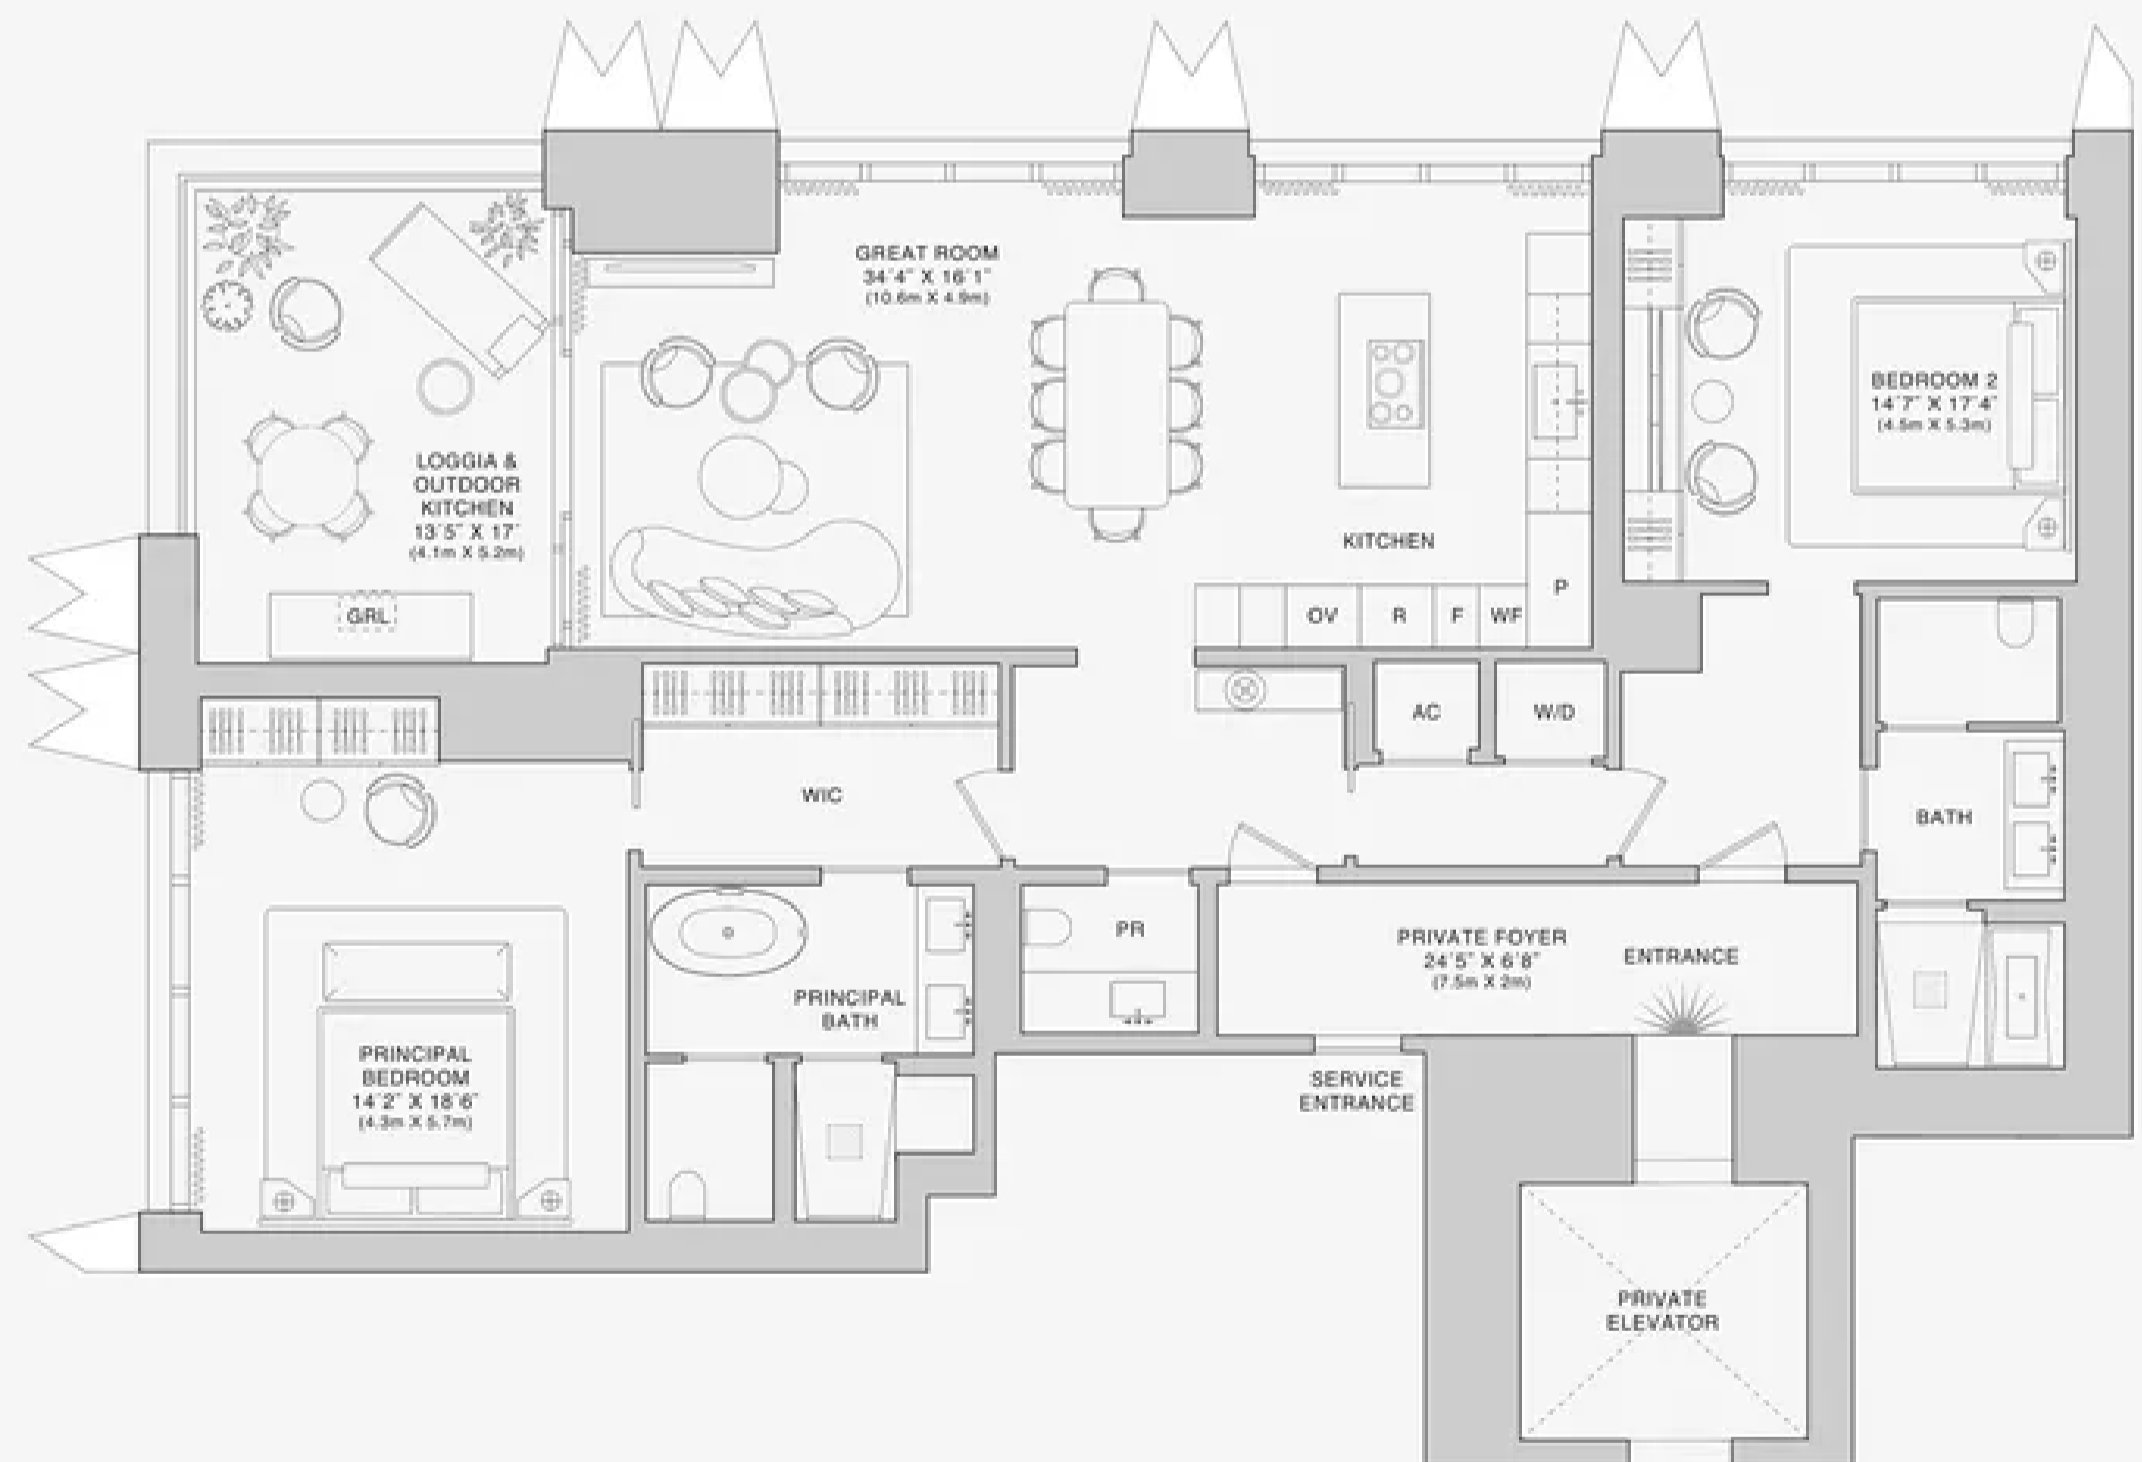 GREAT ROOM
34'4" X 16'1"
(10.6m X 4.9m)
LOGGIA &
OUTDOOR
KITCHEN
13'5" X 17'
(4.1m X 5.2m)
GRL
KITCHEN
OV
R
F
WF
P
BEDROOM 2
14'7" X 17'4"
(4.5m X 5.3m)
AC
W/D
WIC
BATH
PR
PRIVATE FOYER
24'5" X 6'8"
(7.5m X 2m)
ENTRANCE
PRINCIPAL
BATH
PRINCIPAL
BEDROOM
14'2" X 18'6"
(4.3m X 5.7m)
SERVICE
ENTRANCE
PRIVATE
ELEVATOR